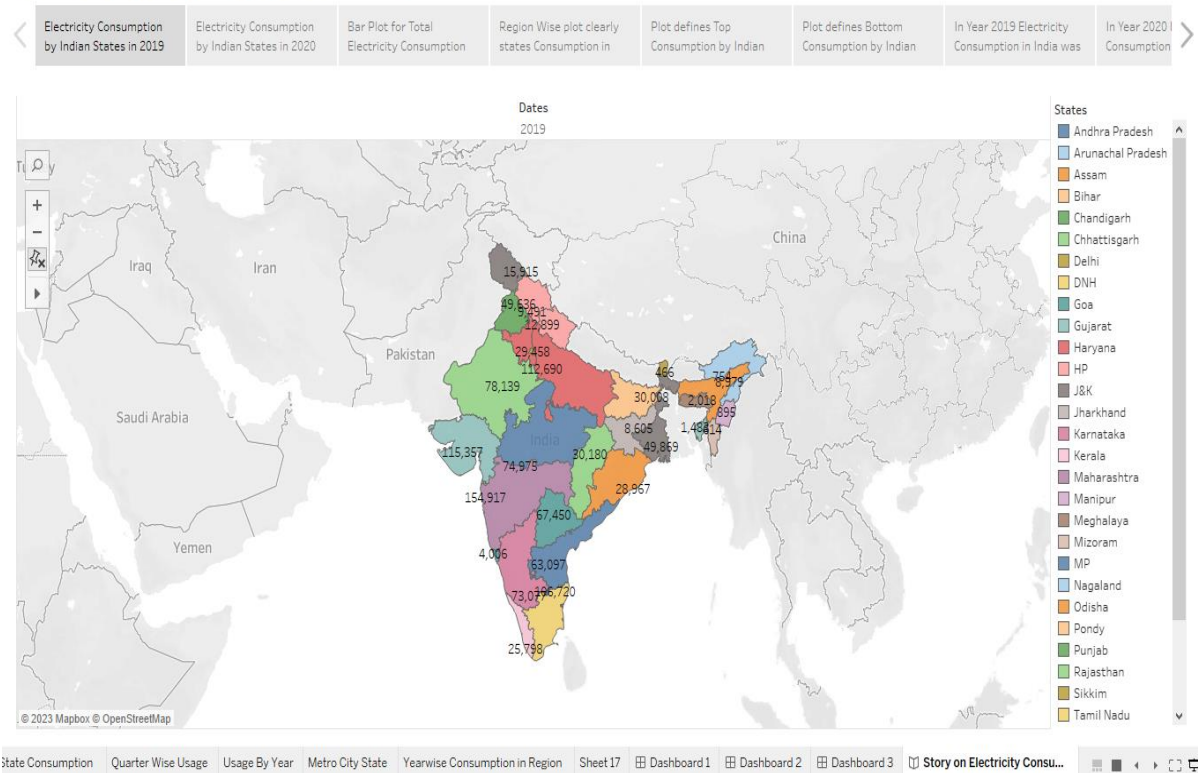 Electricity Consumption
by Indian States in 2019
Electricity Consumption
by Indian States in 2020
Bar Plot for Total
Electricity Consumption
Region Wise plot clearly
states Consumption in
Plot defines Top
Consumption by Indian
Plot defines Bottom
Consumption by Indian
In Year 2019 Electricity
Consumption in India was
In Year 2020
Consumption
Dates
2019
Iraq
Iran
China
Pakistan
Saudi Arabia
India
Yemen
15,915
49,636
9,491
12,899
29,458
112,690
78,139
466
30,008
8,979
2,018
895
8,605
49,869
115,357
74,975
30,180
28,967
154,917
67,450
4,006
63,097
73,077
25,798
© 2023 Mapbox © OpenStreetMap
States
Andhra Pradesh
Arunachal Pradesh
Assam
Bihar
Chandigarh
Chhattisgarh
Delhi
DNH
Goa
Gujarat
Haryana
HP
J&K
Jharkhand
Karnataka
Kerala
Maharashtra
Manipur
Meghalaya
Mizoram
MP
Nagaland
Odisha
Pondy
Punjab
Rajasthan
Sikkim
Tamil Nadu
State Consumption
Quarter Wise Usage
Usage By Year
Metro City State
Yearwise Consumption in Region
Sheet 17
Dashboard 1
Dashboard 2
Dashboard 3
Story on Electricity Consu...